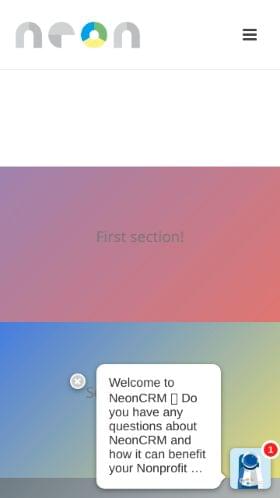 neon
First section!
Welcome to
NeonCRM ▯ Do
you have any
questions about
NeonCRM and
how it can benefit
your Nonprofit ...
1